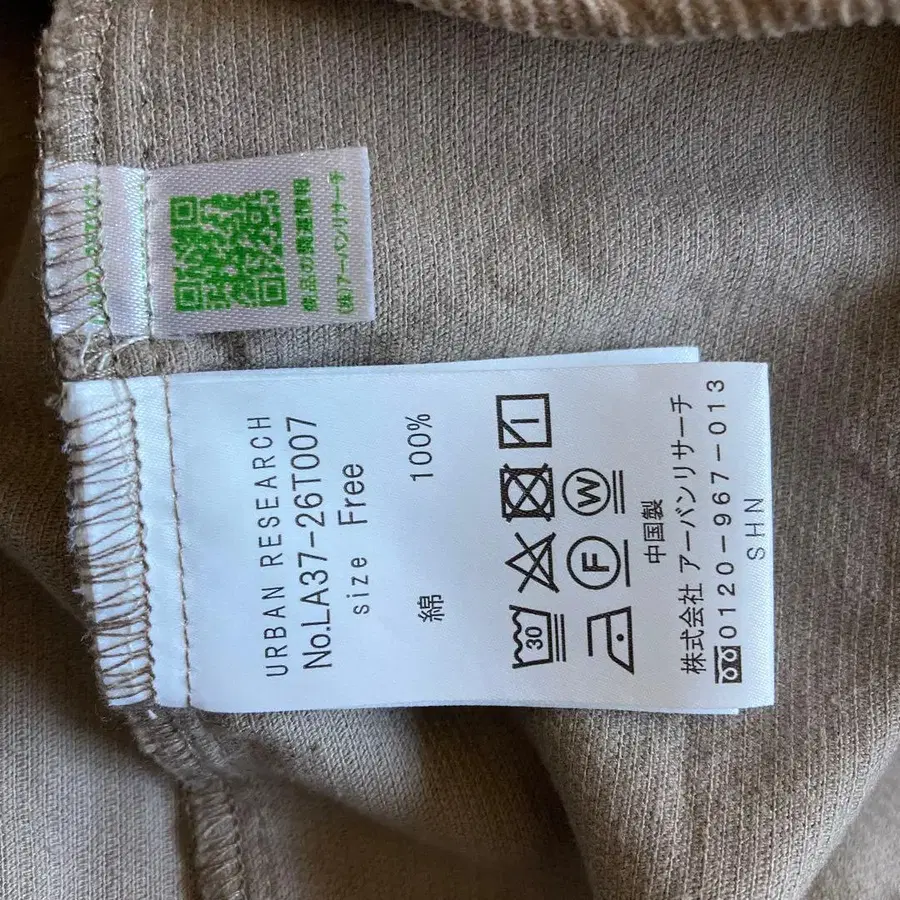 URBAN RESEARCH
No.LA37-26T007
size Free
綿 100%
30
F
W
中国製
株式会社 アーバンリサーチ
0120-967-013
SHN
(株)アーバンリサーチ